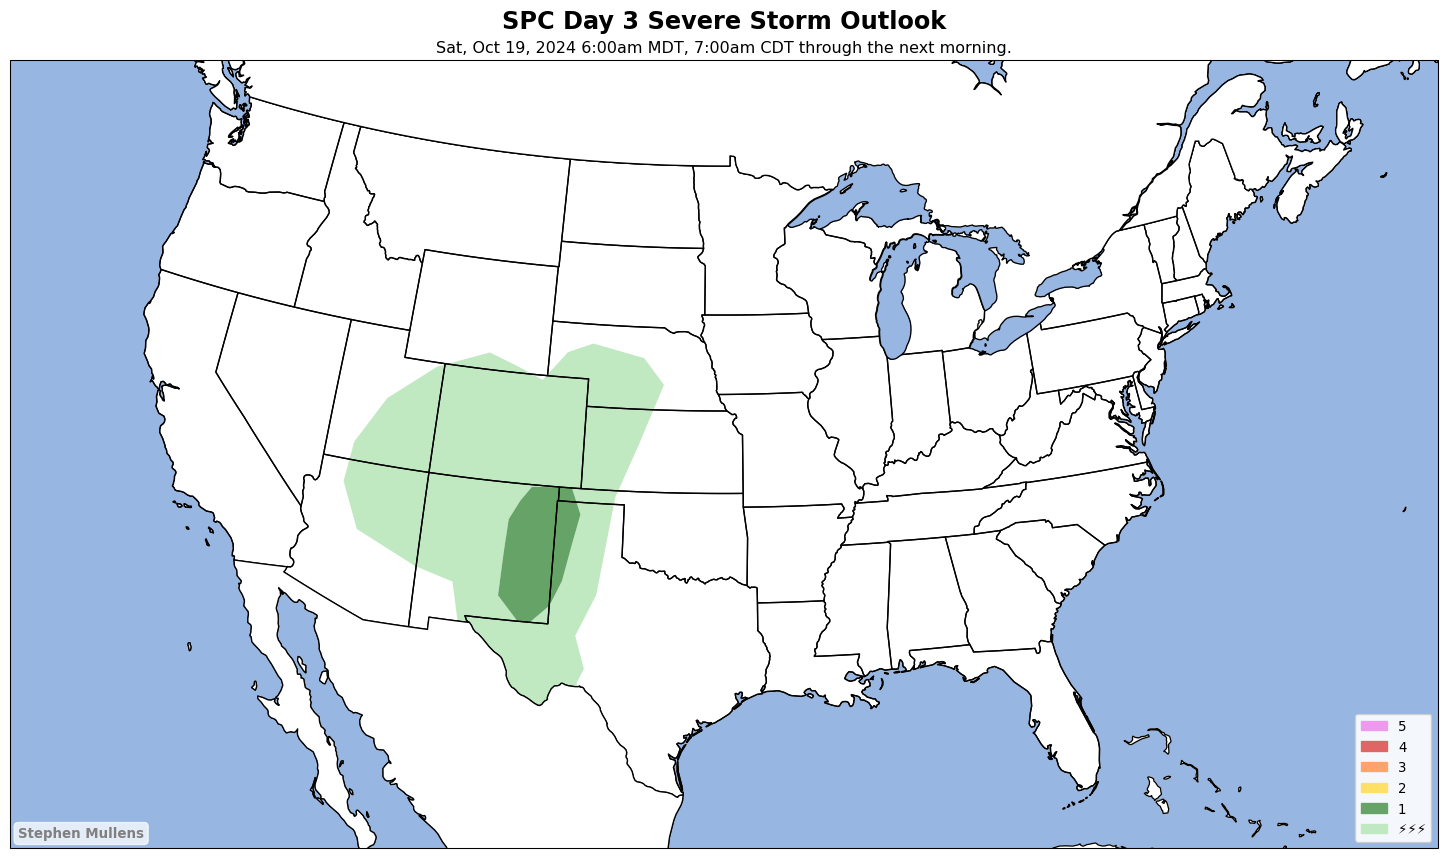 SPC Day 3 Severe Storm Outlook
Sat, Oct 19, 2024 6:00am MDT, 7:00am CDT through the next morning.
5
4
3
2
1
⚡⚡⚡
Stephen Mullens